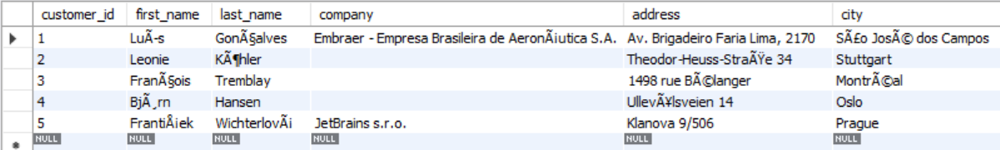 customer_id first_name last_name company address city
1 LuÃ-s GonÃ§alves Embraer - Empresa Brasileira de AeronÃ¡utica S.A. Av. Brigadeiro Faria Lima, 2170 SÃ£o JosÃ© dos Campos
2 Leonie KÃ¶hler Theodor-Heuss-StraÃŸe 34 Stuttgart
3 FranÃ§ois Tremblay 1498 rue BÃ©langer MontrÃ©al
4 BjÃ¸rn Hansen UllevÃ¥lsveien 14 Oslo
5 FrantiÅ¡ek WichterlovÃ¡ JetBrains s.r.o. Klanova 9/506 Prague
NULL NULL NULL NULL NULL NULL